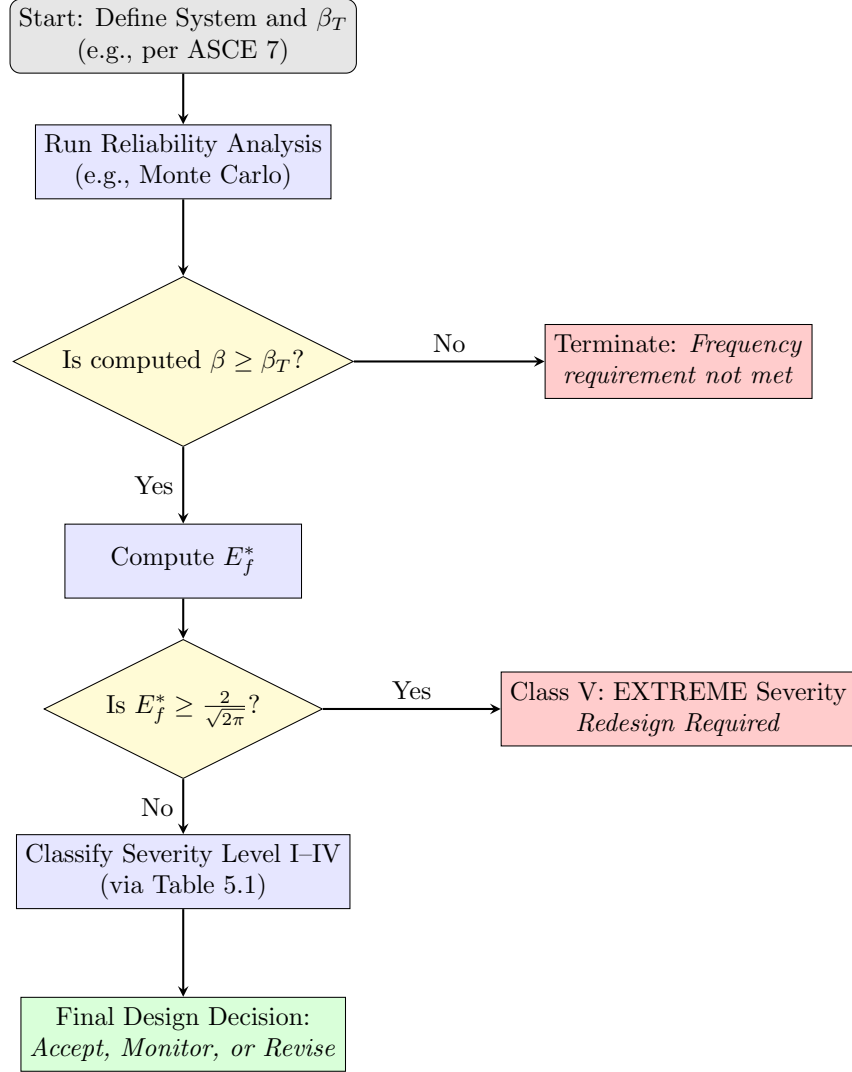 Start: Define System and β_T
(e.g., per ASCE 7)
Run Reliability Analysis
(e.g., Monte Carlo)
Is computed β ≥ β_T?
No
Terminate: Frequency
requirement not met
Yes
Compute E_f^*
Is E_f^* ≥ 2/√(2π)?
Yes
Class V: EXTREME Severity
Redesign Required
No
Classify Severity Level I–IV
(via Table 5.1)
Final Design Decision:
Accept, Monitor, or Revise